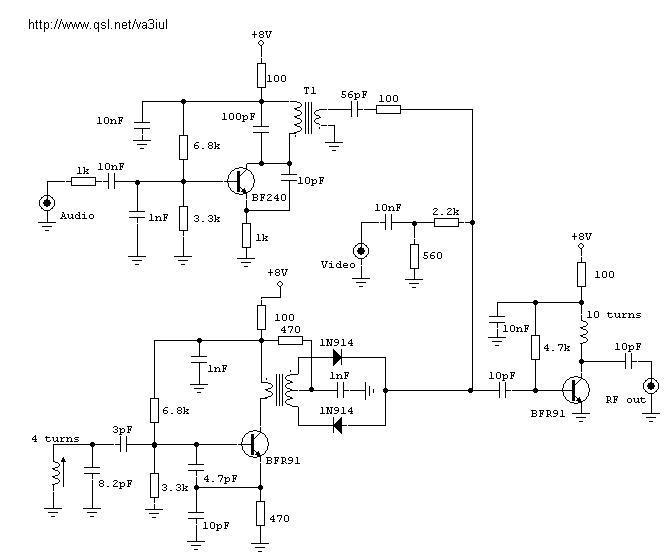 http://www.qsl.net/va3iul
+8V
100
T1
56pF
100
10nF
100pF
6.8k
1k
10nF
10pF
BF240
Audio
1nF
3.3k
1k
10nF
2.2k
Video
560
+8V
100
10 turns
10nF
4.7k
10pF
10pF
BFR91
RF out
+8V
100
470
1N914
1nF
1nF
1N914
6.8k
3pF
4 turns
BFR91
8.2pF
3.3k
4.7pF
10pF
470